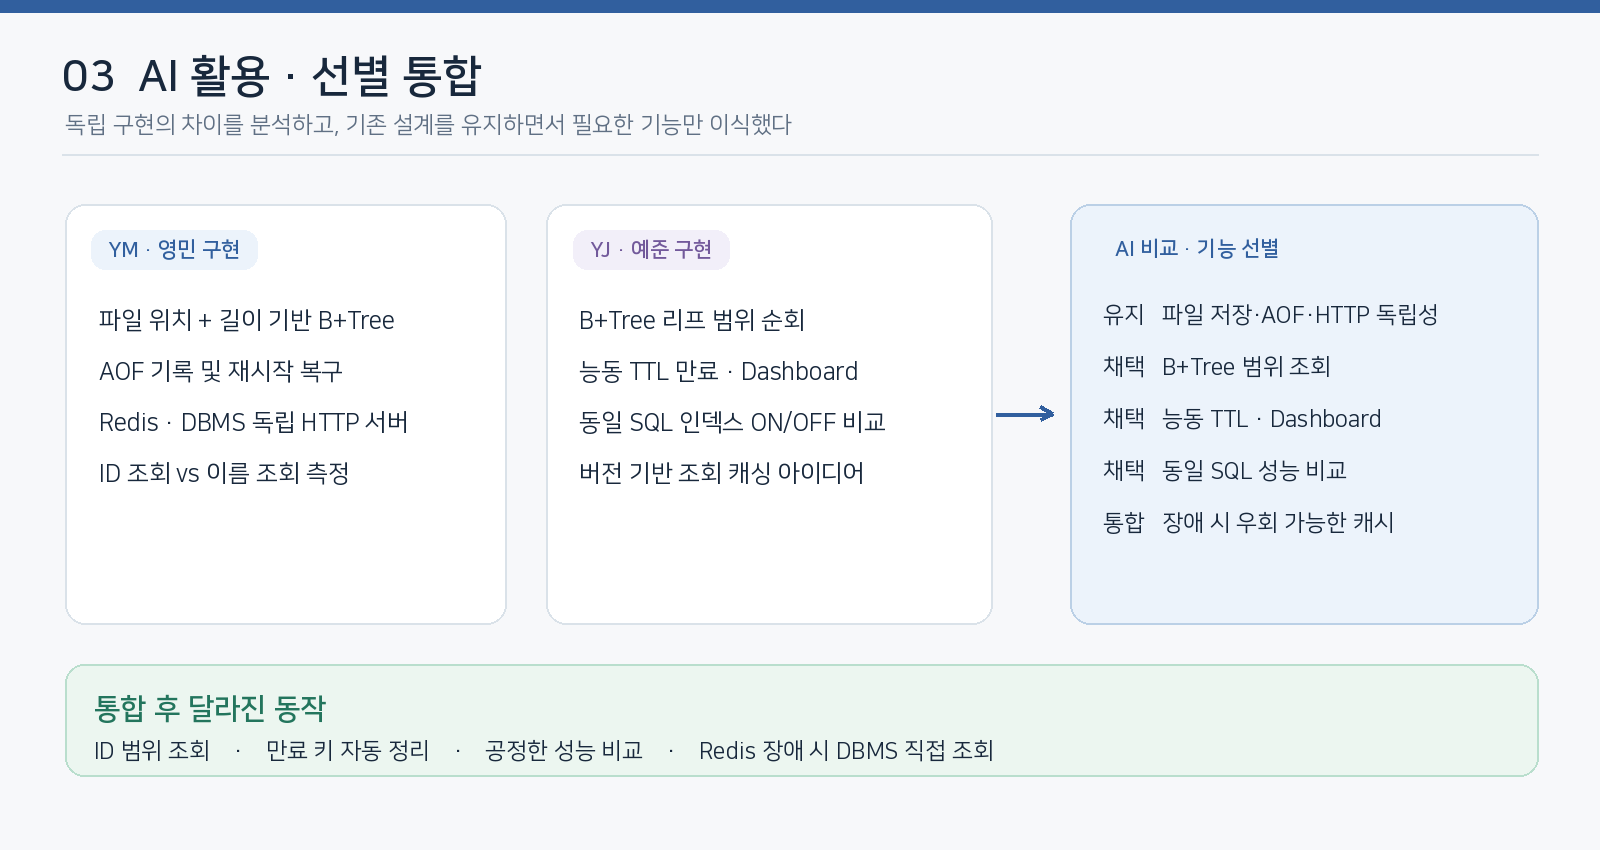 03 AI 활용 · 선별 통합
독립 구현의 차이를 분석하고, 기존 설계를 유지하면서 필요한 기능만 이식했다
YM · 영민 구현
파일 위치 + 길이 기반 B+Tree
AOF 기록 및 재시작 복구
Redis · DBMS 독립 HTTP 서버
ID 조회 vs 이름 조회 측정
YJ · 예준 구현
B+Tree 리프 범위 순회
능동 TTL 만료 · Dashboard
동일 SQL 인덱스 ON/OFF 비교
버전 기반 조회 캐싱 아이디어
AI 비교 · 기능 선별
유지 파일 저장·AOF·HTTP 독립성
채택 B+Tree 범위 조회
채택 능동 TTL · Dashboard
채택 동일 SQL 성능 비교
통합 장애 시 우회 가능한 캐시
통합 후 달라진 동작
ID 범위 조회 · 만료 키 자동 정리 · 공정한 성능 비교 · Redis 장애 시 DBMS 직접 조회